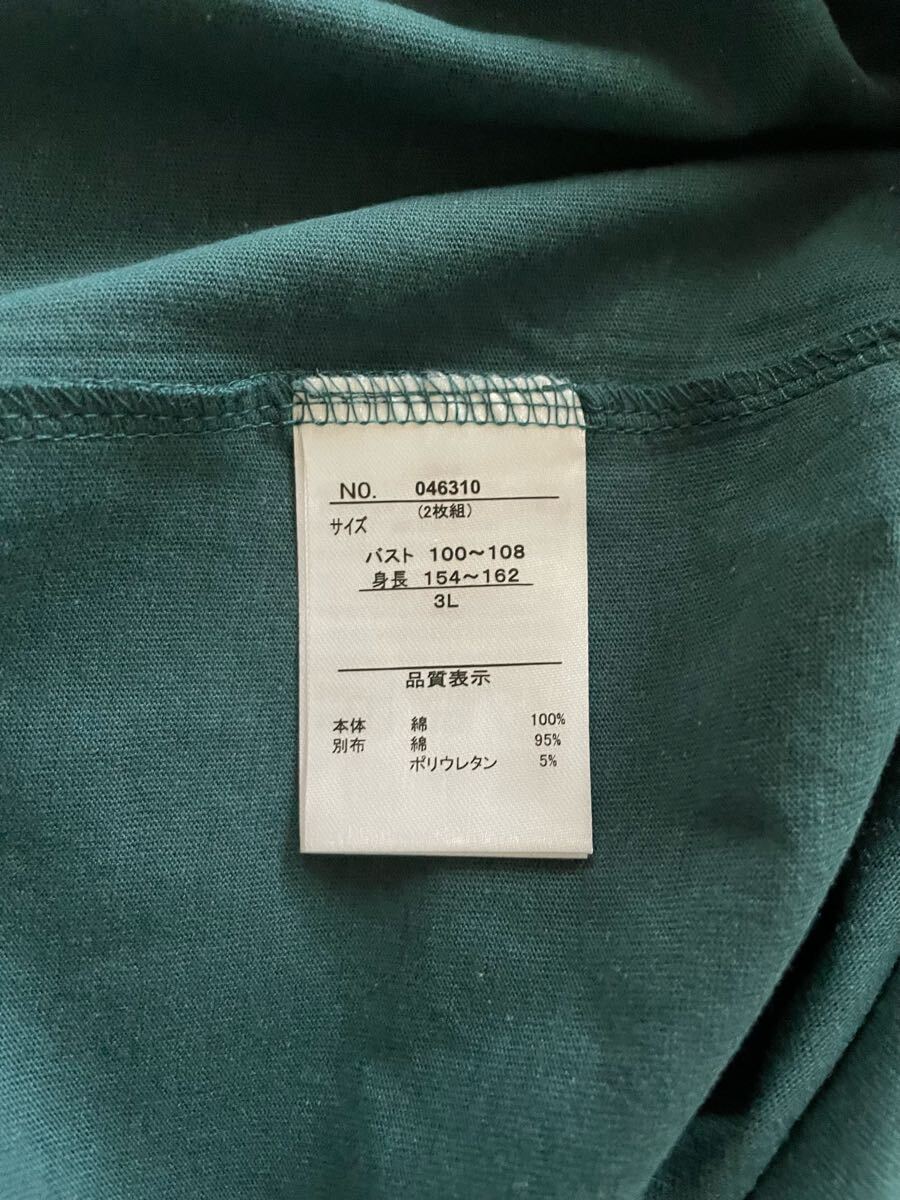 NO. 046310
(2枚組)
サイズ
バスト 100～108
身長 154～162
3L
品質表示
本体 綿 100%
別布 綿 95%
ポリウレタン 5%